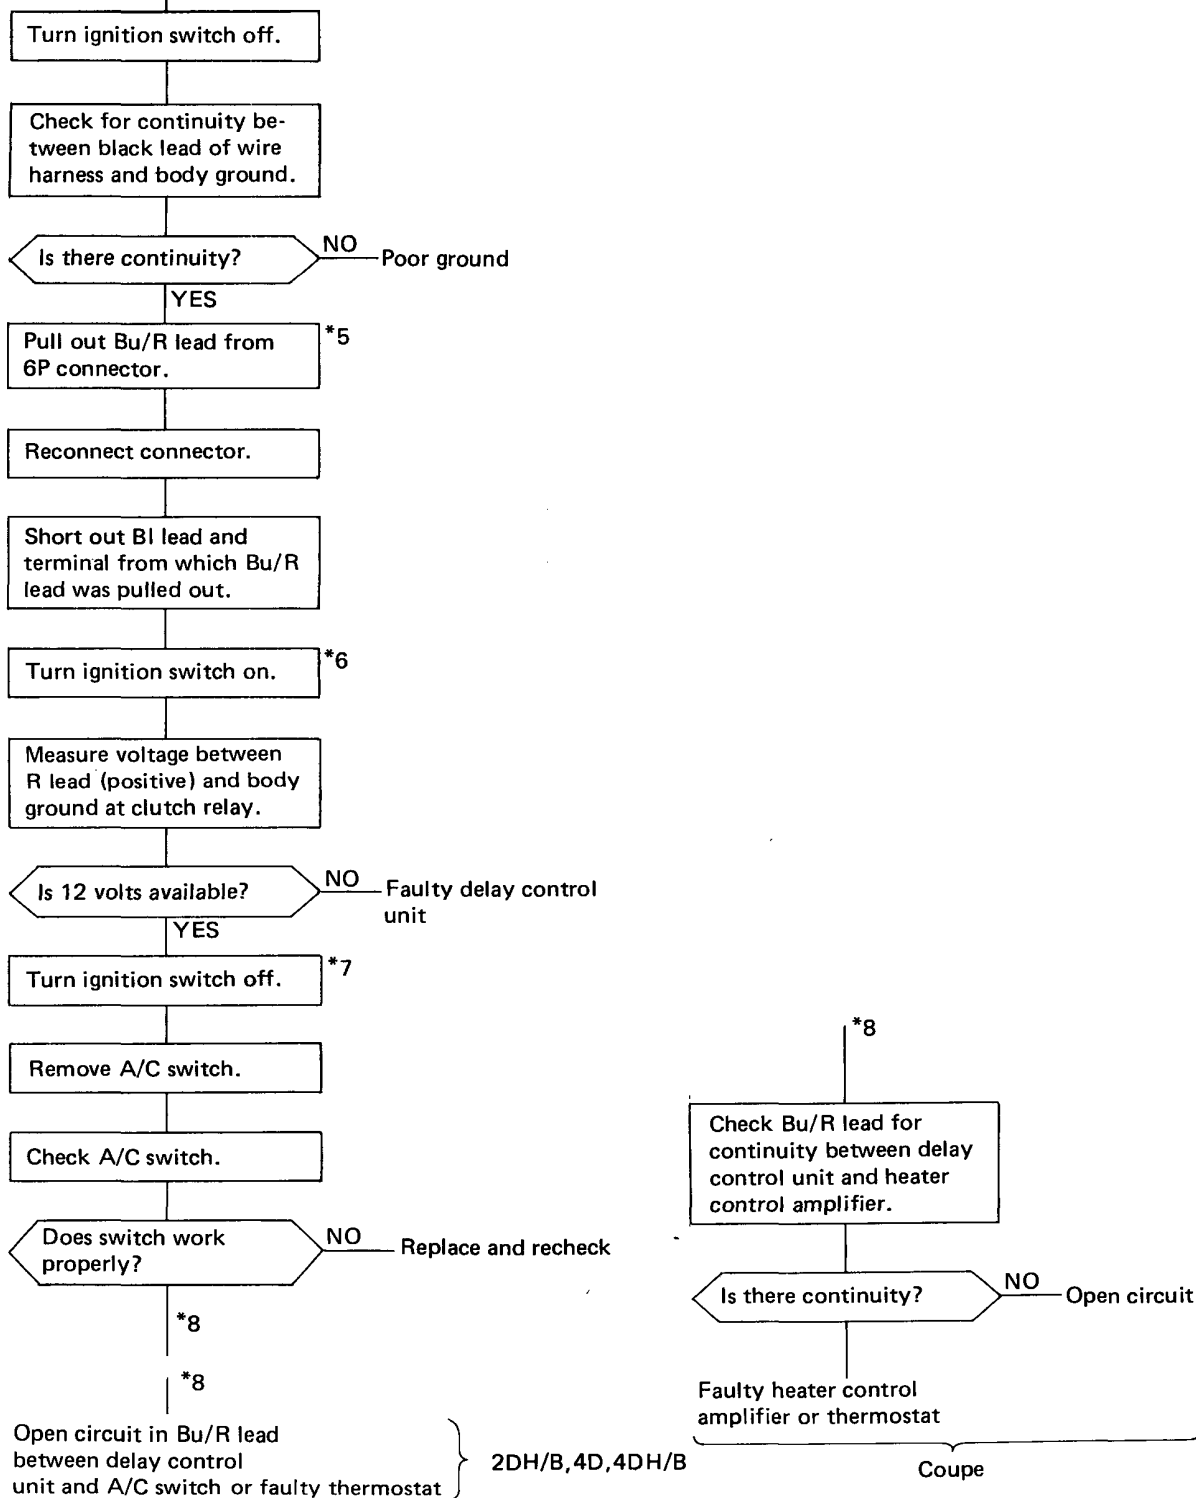 Turn ignition switch off.
Check for continuity be-
tween black lead of wire
harness and body ground.
Is there continuity?
NO
Poor ground
YES
Pull out Bu/R lead from
6P connector.
*5
Reconnect connector.
Short out Bl lead and
terminal from which Bu/R
lead was pulled out.
Turn ignition switch on.
*6
Measure voltage between
R lead (positive) and body
ground at clutch relay.
Is 12 volts available?
NO
Faulty delay control
unit
YES
Turn ignition switch off.
*7
Remove A/C switch.
Check A/C switch.
Does switch work
properly?
NO
Replace and recheck
*8
*8
Open circuit in Bu/R lead
between delay control
unit and A/C switch or faulty thermostat
2DH/B, 4D, 4DH/B
*8
Check Bu/R lead for
continuity between delay
control unit and heater
control amplifier.
Is there continuity?
NO
Open circuit
Faulty heater control
amplifier or thermostat
Coupe